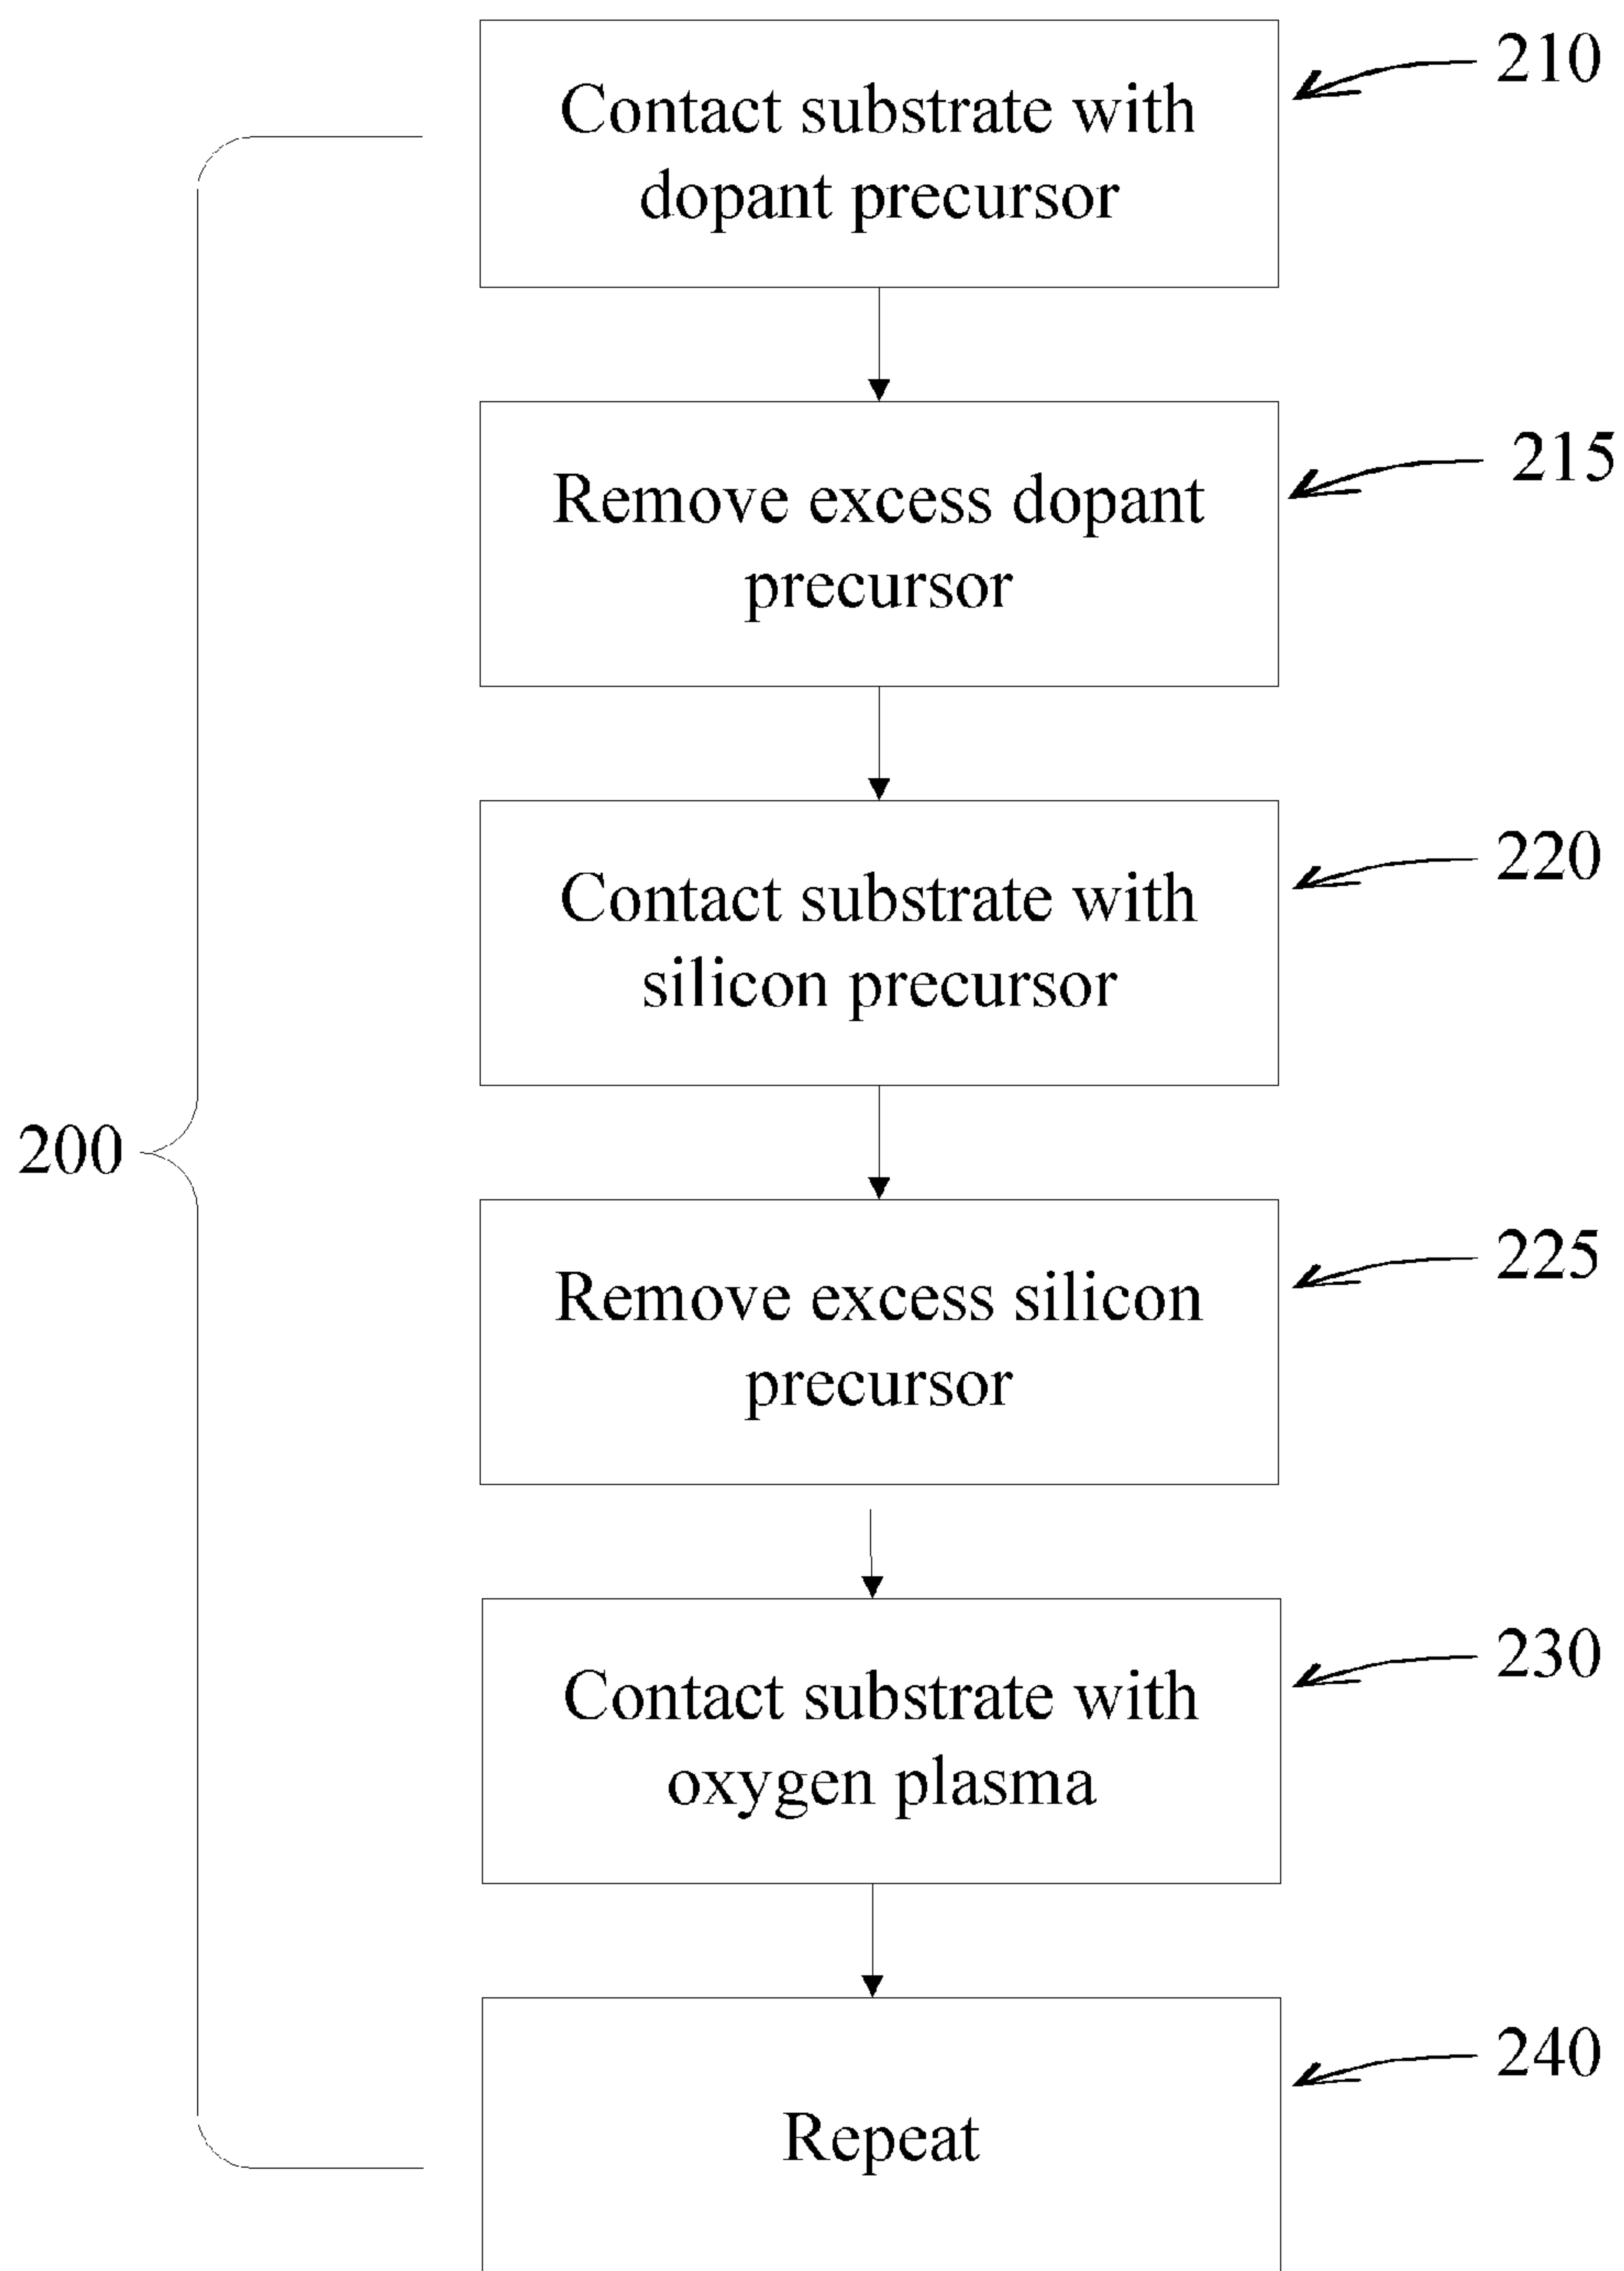 Contact substrate with
dopant precursor
210
Remove excess dopant
precursor
215
Contact substrate with
silicon precursor
220
200
Remove excess silicon
precursor
225
Contact substrate with
oxygen plasma
230
Repeat
240